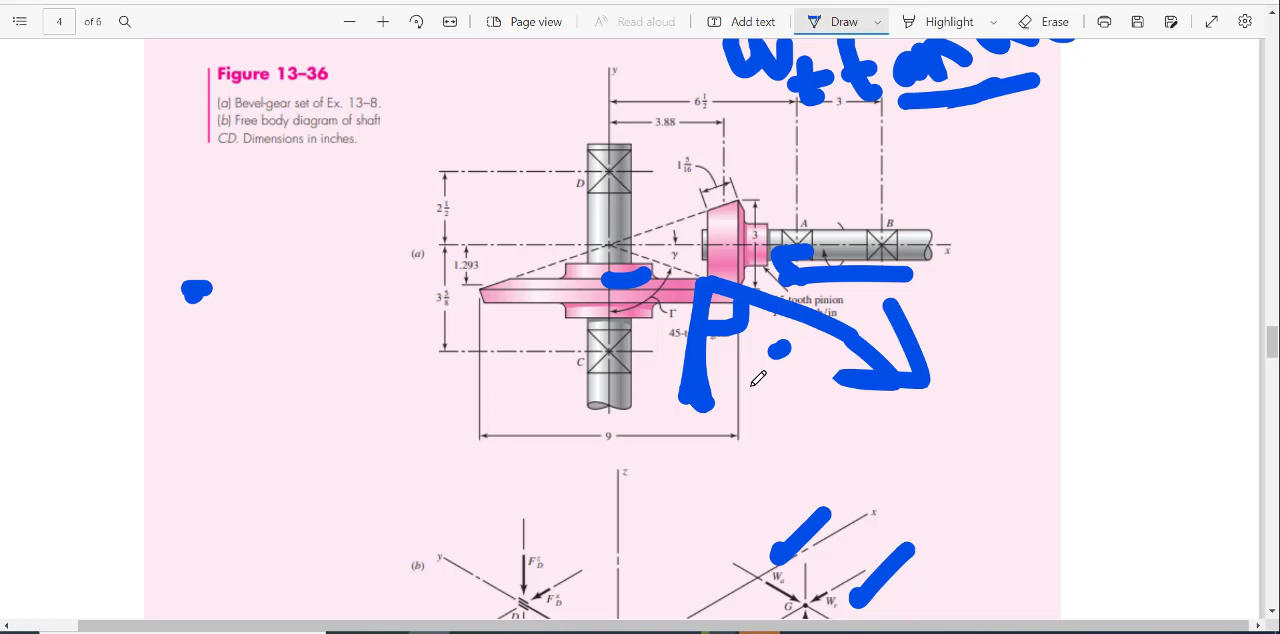 4 of 6
Page view
Read aloud
Add text
Draw
Highlight
Erase
Figure 13–36
(a) Bevel-gear set of Ex. 13–8.
(b) Free body diagram of shaft
CD. Dimensions in inches.
y
6 1/2
3
3.88
1 5/16
D
2 1/2
A
B
3
(a)
x
γ
1.293
3 5/8
tooth pinion
/in
Γ
45-t
C
9
z
x
(b)
y
F_D^z
W_a
F_D^x
W_r
G
D